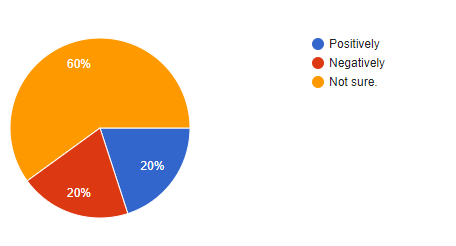 Positively
Negatively
Not sure.
60%
20%
20%